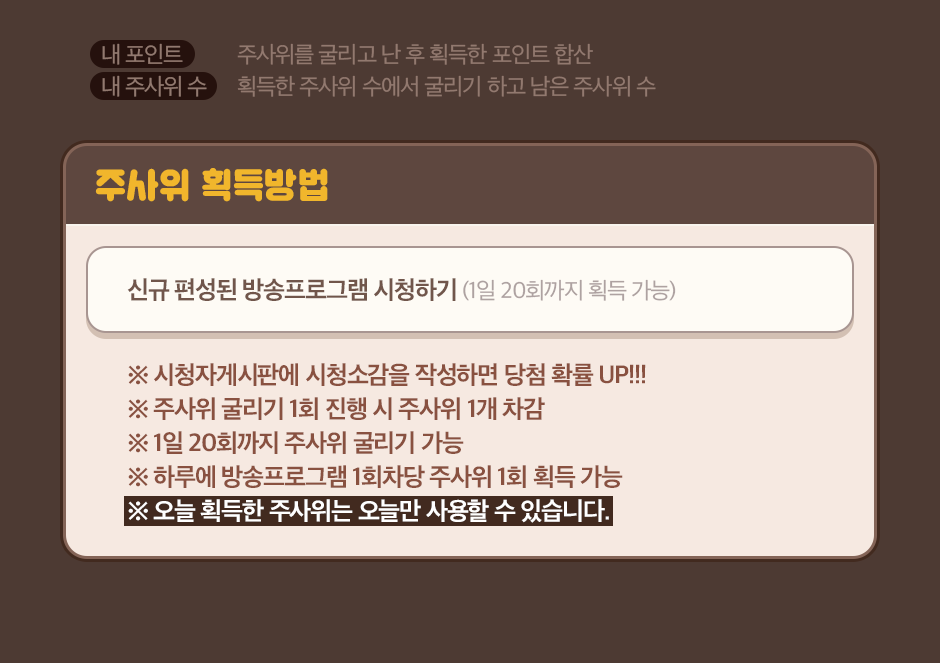 내 포인트 주사위를 굴리고 난 후 획득한 포인트 합산
내 주사위 수 획득한 주사위 수에서 굴리기 하고 남은 주사위 수
주사위 획득방법
신규 편성된 방송프로그램 시청하기 (1일 20회까지 획득 가능)
※ 시청자게시판에 시청소감을 작성하면 당첨 확률 UP!!!
※ 주사위 굴리기 1회 진행 시 주사위 1개 차감
※ 1일 20회까지 주사위 굴리기 가능
※ 하루에 방송프로그램 1회차당 주사위 1회 획득 가능
※ 오늘 획득한 주사위는 오늘만 사용할 수 있습니다.